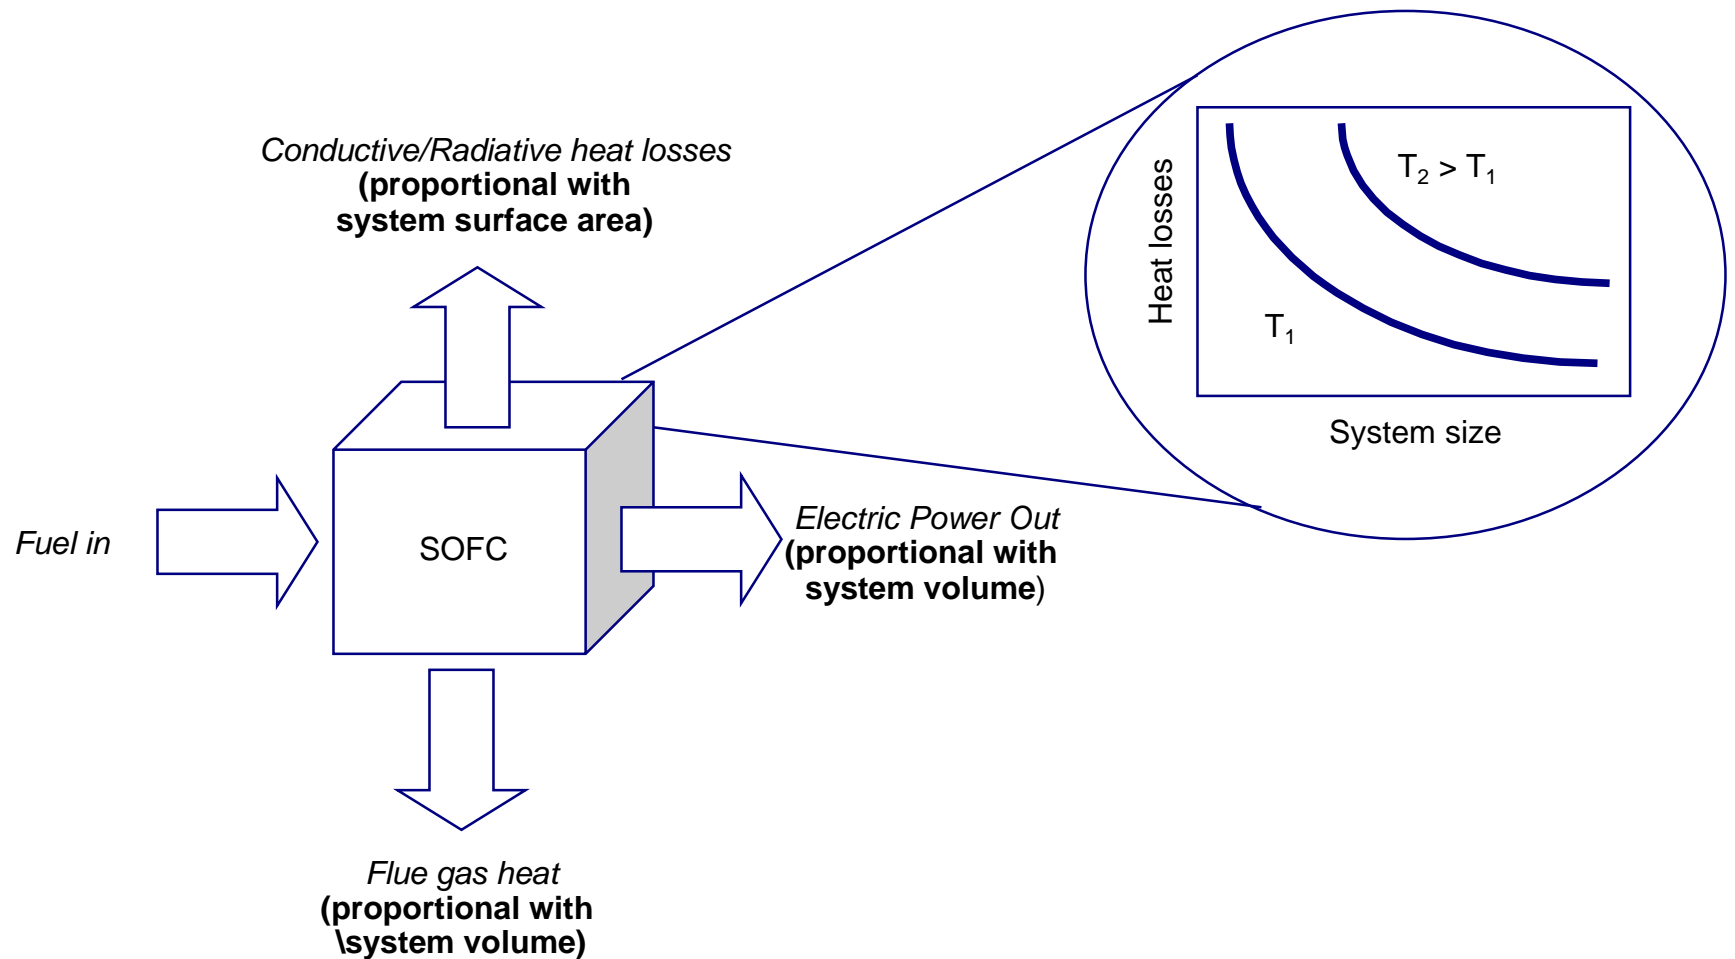 Conductive/Radiative heat losses
(proportional with
system surface area)
Heat losses
T2 > T1
T1
System size
Fuel in
SOFC
Electric Power Out
(proportional with
system volume)
Flue gas heat
(proportional with
\system volume)